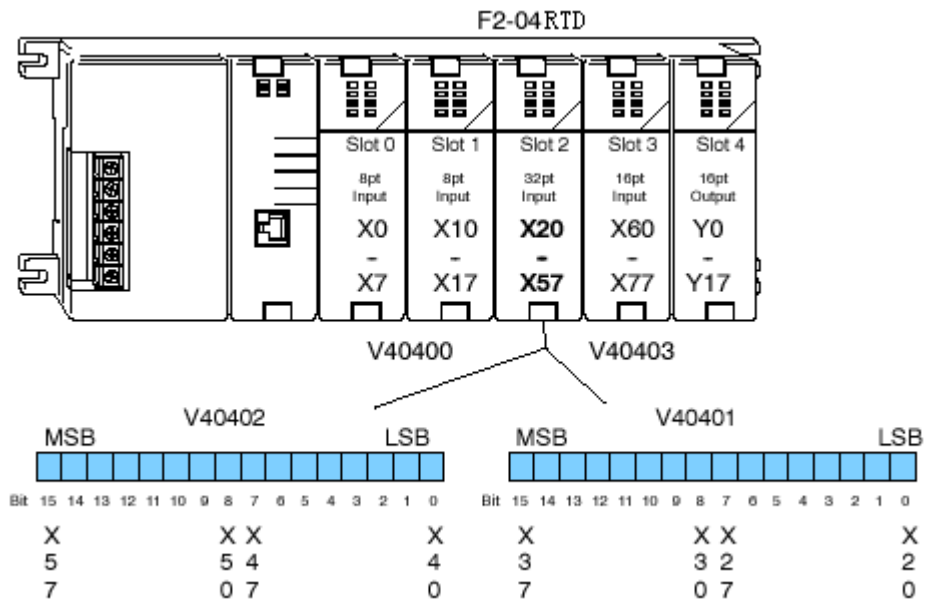 F2-04RTD
Slot 0 Slot 1 Slot 2 Slot 3 Slot 4
8pt 8pt 32pt 16pt 16pt
Input Input Input Input Output
X0 X10 X20 X60 Y0
- - - - -
X7 X17 X57 X77 Y17
V40400 V40403
V40402 V40401
MSB LSB MSB LSB
Bit 15 14 13 12 11 10 9 8 7 6 5 4 3 2 1 0 Bit 15 14 13 12 11 10 9 8 7 6 5 4 3 2 1 0
X X X X X X X X
5 5 4 4 3 3 2 2
7 0 7 0 7 0 7 0